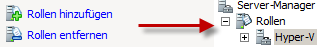 Rollen hinzufügen
Rollen entfernen
Server-Manager
Rollen
Hyper-V